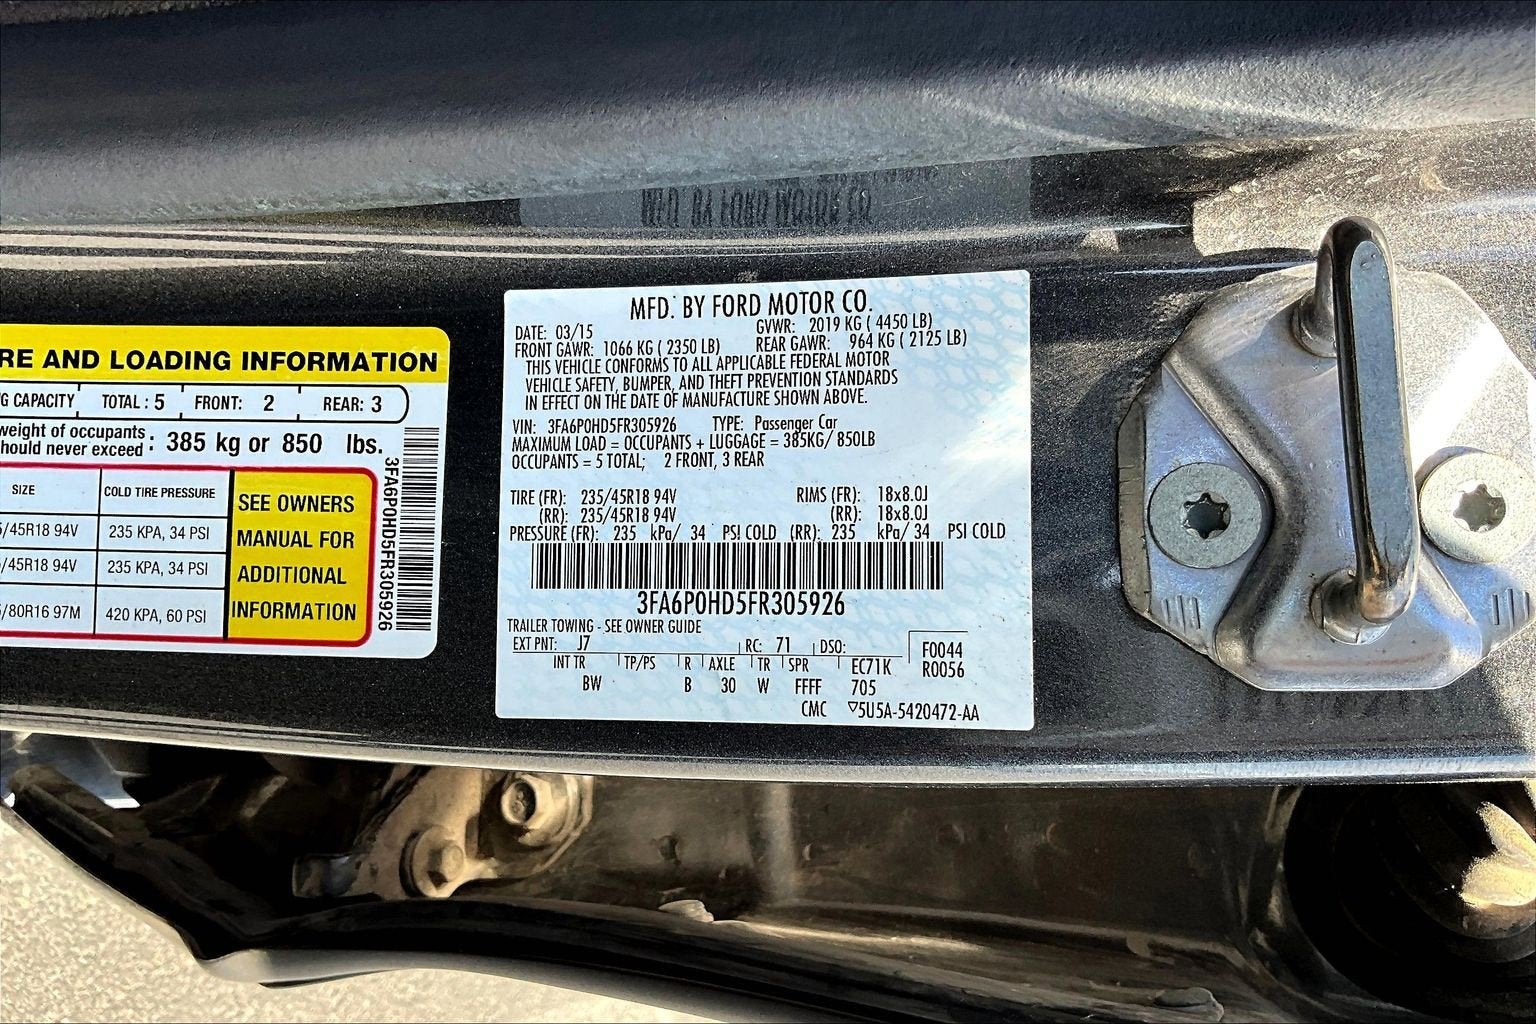 RE AND LOADING INFORMATION
G CAPACITY TOTAL : 5 FRONT: 2 REAR: 3
weight of occupants
hould never exceed : 385 kg or 850 lbs.
SIZE COLD TIRE PRESSURE
/45R18 94V 235 KPA, 34 PSI
/45R18 94V 235 KPA, 34 PSI
/80R16 97M 420 KPA, 60 PSI
SEE OWNERS
MANUAL FOR
ADDITIONAL
INFORMATION
3FA6P0HD5FR305926
MFD. BY FORD MOTOR CO.
DATE: 03/15 GVWR: 2019 KG ( 4450 LB)
FRONT GAWR: 1066 KG ( 2350 LB) REAR GAWR: 964 KG ( 2125 LB)
THIS VEHICLE CONFORMS TO ALL APPLICABLE FEDERAL MOTOR
VEHICLE SAFETY, BUMPER, AND THEFT PREVENTION STANDARDS
IN EFFECT ON THE DATE OF MANUFACTURE SHOWN ABOVE.
VIN: 3FA6P0HD5FR305926 TYPE: Passenger Car
MAXIMUM LOAD = OCCUPANTS + LUGGAGE = 385KG/ 850LB
OCCUPANTS = 5 TOTAL; 2 FRONT, 3 REAR
TIRE (FR): 235/45R18 94V RIMS (FR): 18x8.0J
(RR): 235/45R18 94V (RR): 18x8.0J
PRESSURE (FR): 235 kPa/ 34 PSI COLD (RR): 235 kPa/ 34 PSI COLD
3FA6P0HD5FR305926
TRAILER TOWING - SEE OWNER GUIDE
EXT PNT: J7 RC: 71 DSO: F0044
INT TR TP/PS R AXLE TR SPR EC71K R0056
BW B 30 W FFFF 705
CMC ▽5U5A-5420472-AA